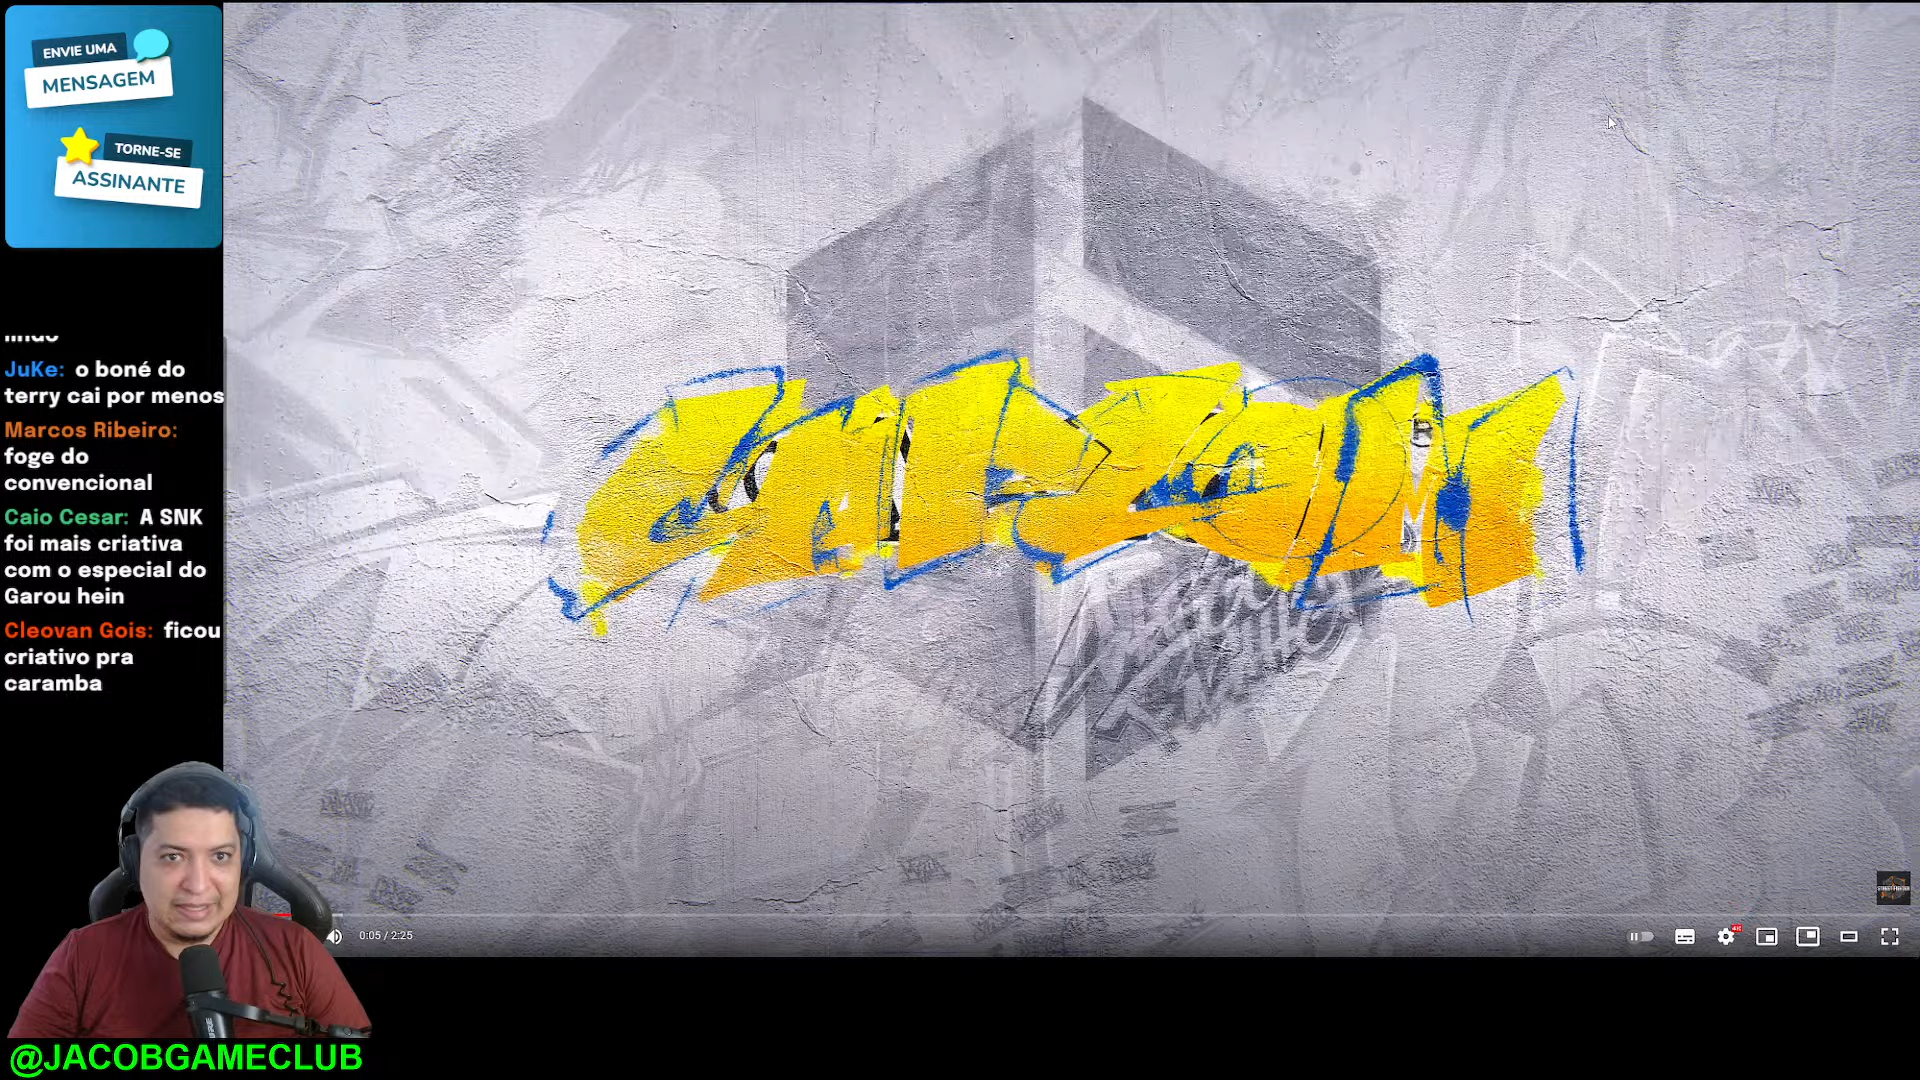 ENVIE UMA
MENSAGEM
TORNE-SE
ASSINANTE
JuKe: o boné do
terry cai por menos
Marcos Ribeiro:
foge do
convencional
Caio Cesar: A SNK
foi mais criativa
com o especial do
Garou hein
Cleovan Gois: ficou
criativo pra
caramba
CAPCOM
0:05 / 2:25
@JACOBGAMECLUB